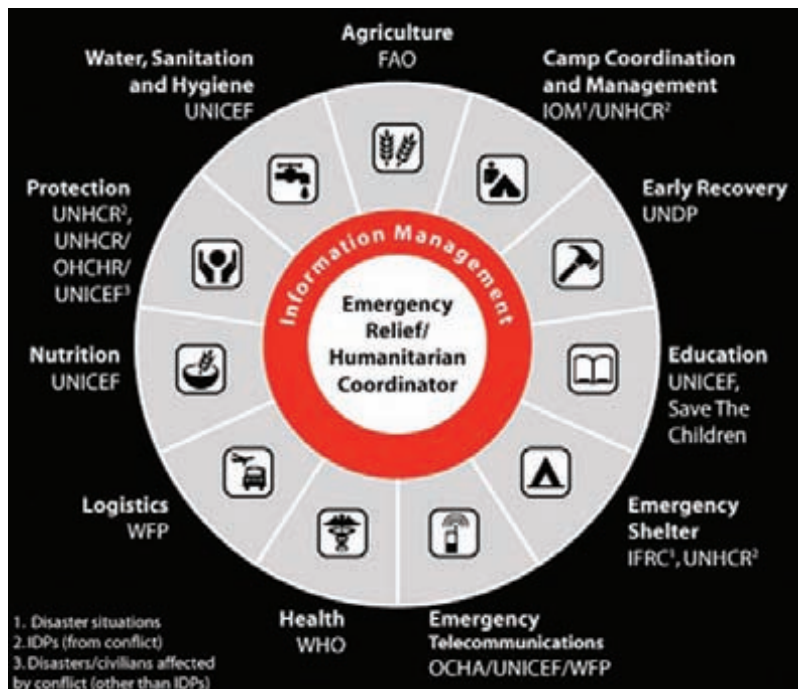 Agriculture
FAO
Camp Coordination
and Management
IOM¹/UNHCR²
Early Recovery
UNDP
Education
UNICEF,
Save The
Children
Emergency
Shelter
IFRC¹, UNHCR²
Emergency
Telecommunications
OCHA/UNICEF/WFP
Health
WHO
Logistics
WFP
Nutrition
UNICEF
Protection
UNHCR²,
UNHCR/
OHCHR/
UNICEF³
Water, Sanitation
and Hygiene
UNICEF
Information Management
Emergency
Relief/
Humanitarian
Coordinator
1. Disaster situations
2. IDPs (from conflict)
3. Disasters/civilians affected
by conflict (other than IDPs)